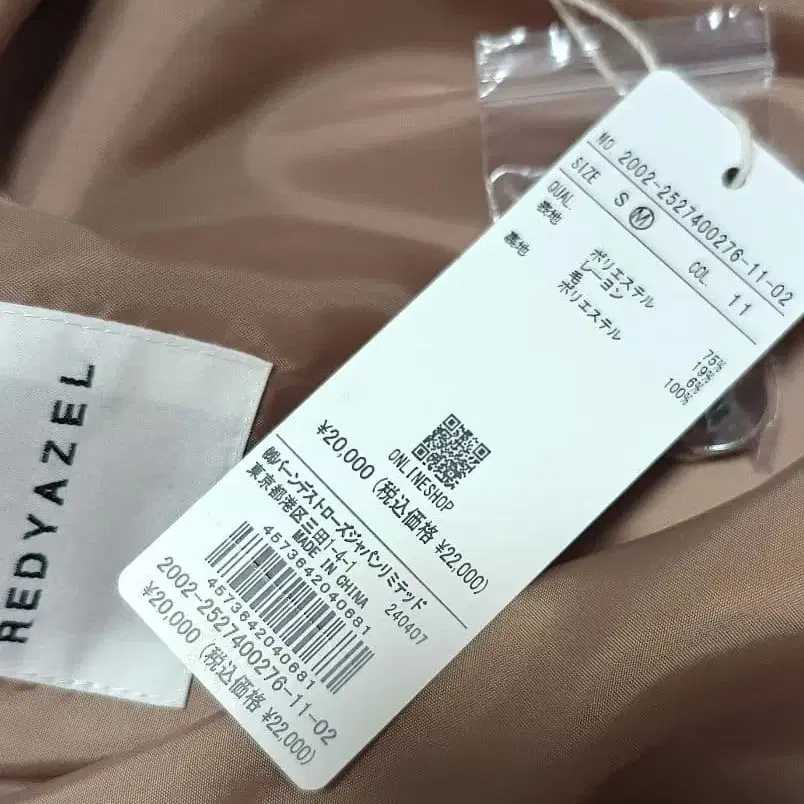 REDYAZEL
NO. 2002-2527400276-11-02
SIZE S Ⓜ COL. 11
QUAL.
表地 ポリエステル 75%
レーヨン 19%
毛 6%
裏地 ポリエステル 100%
ONLINESHOP
¥20,000 (税込価格 ¥22,000)
㈱バーンデストローズジャパンリミテッド
東京都港区三田1-4-1
MADE IN CHINA 240407
4573642040681
4573642040681
2002-2527400276-11-02
¥20,000 (税込価格 ¥22,000)